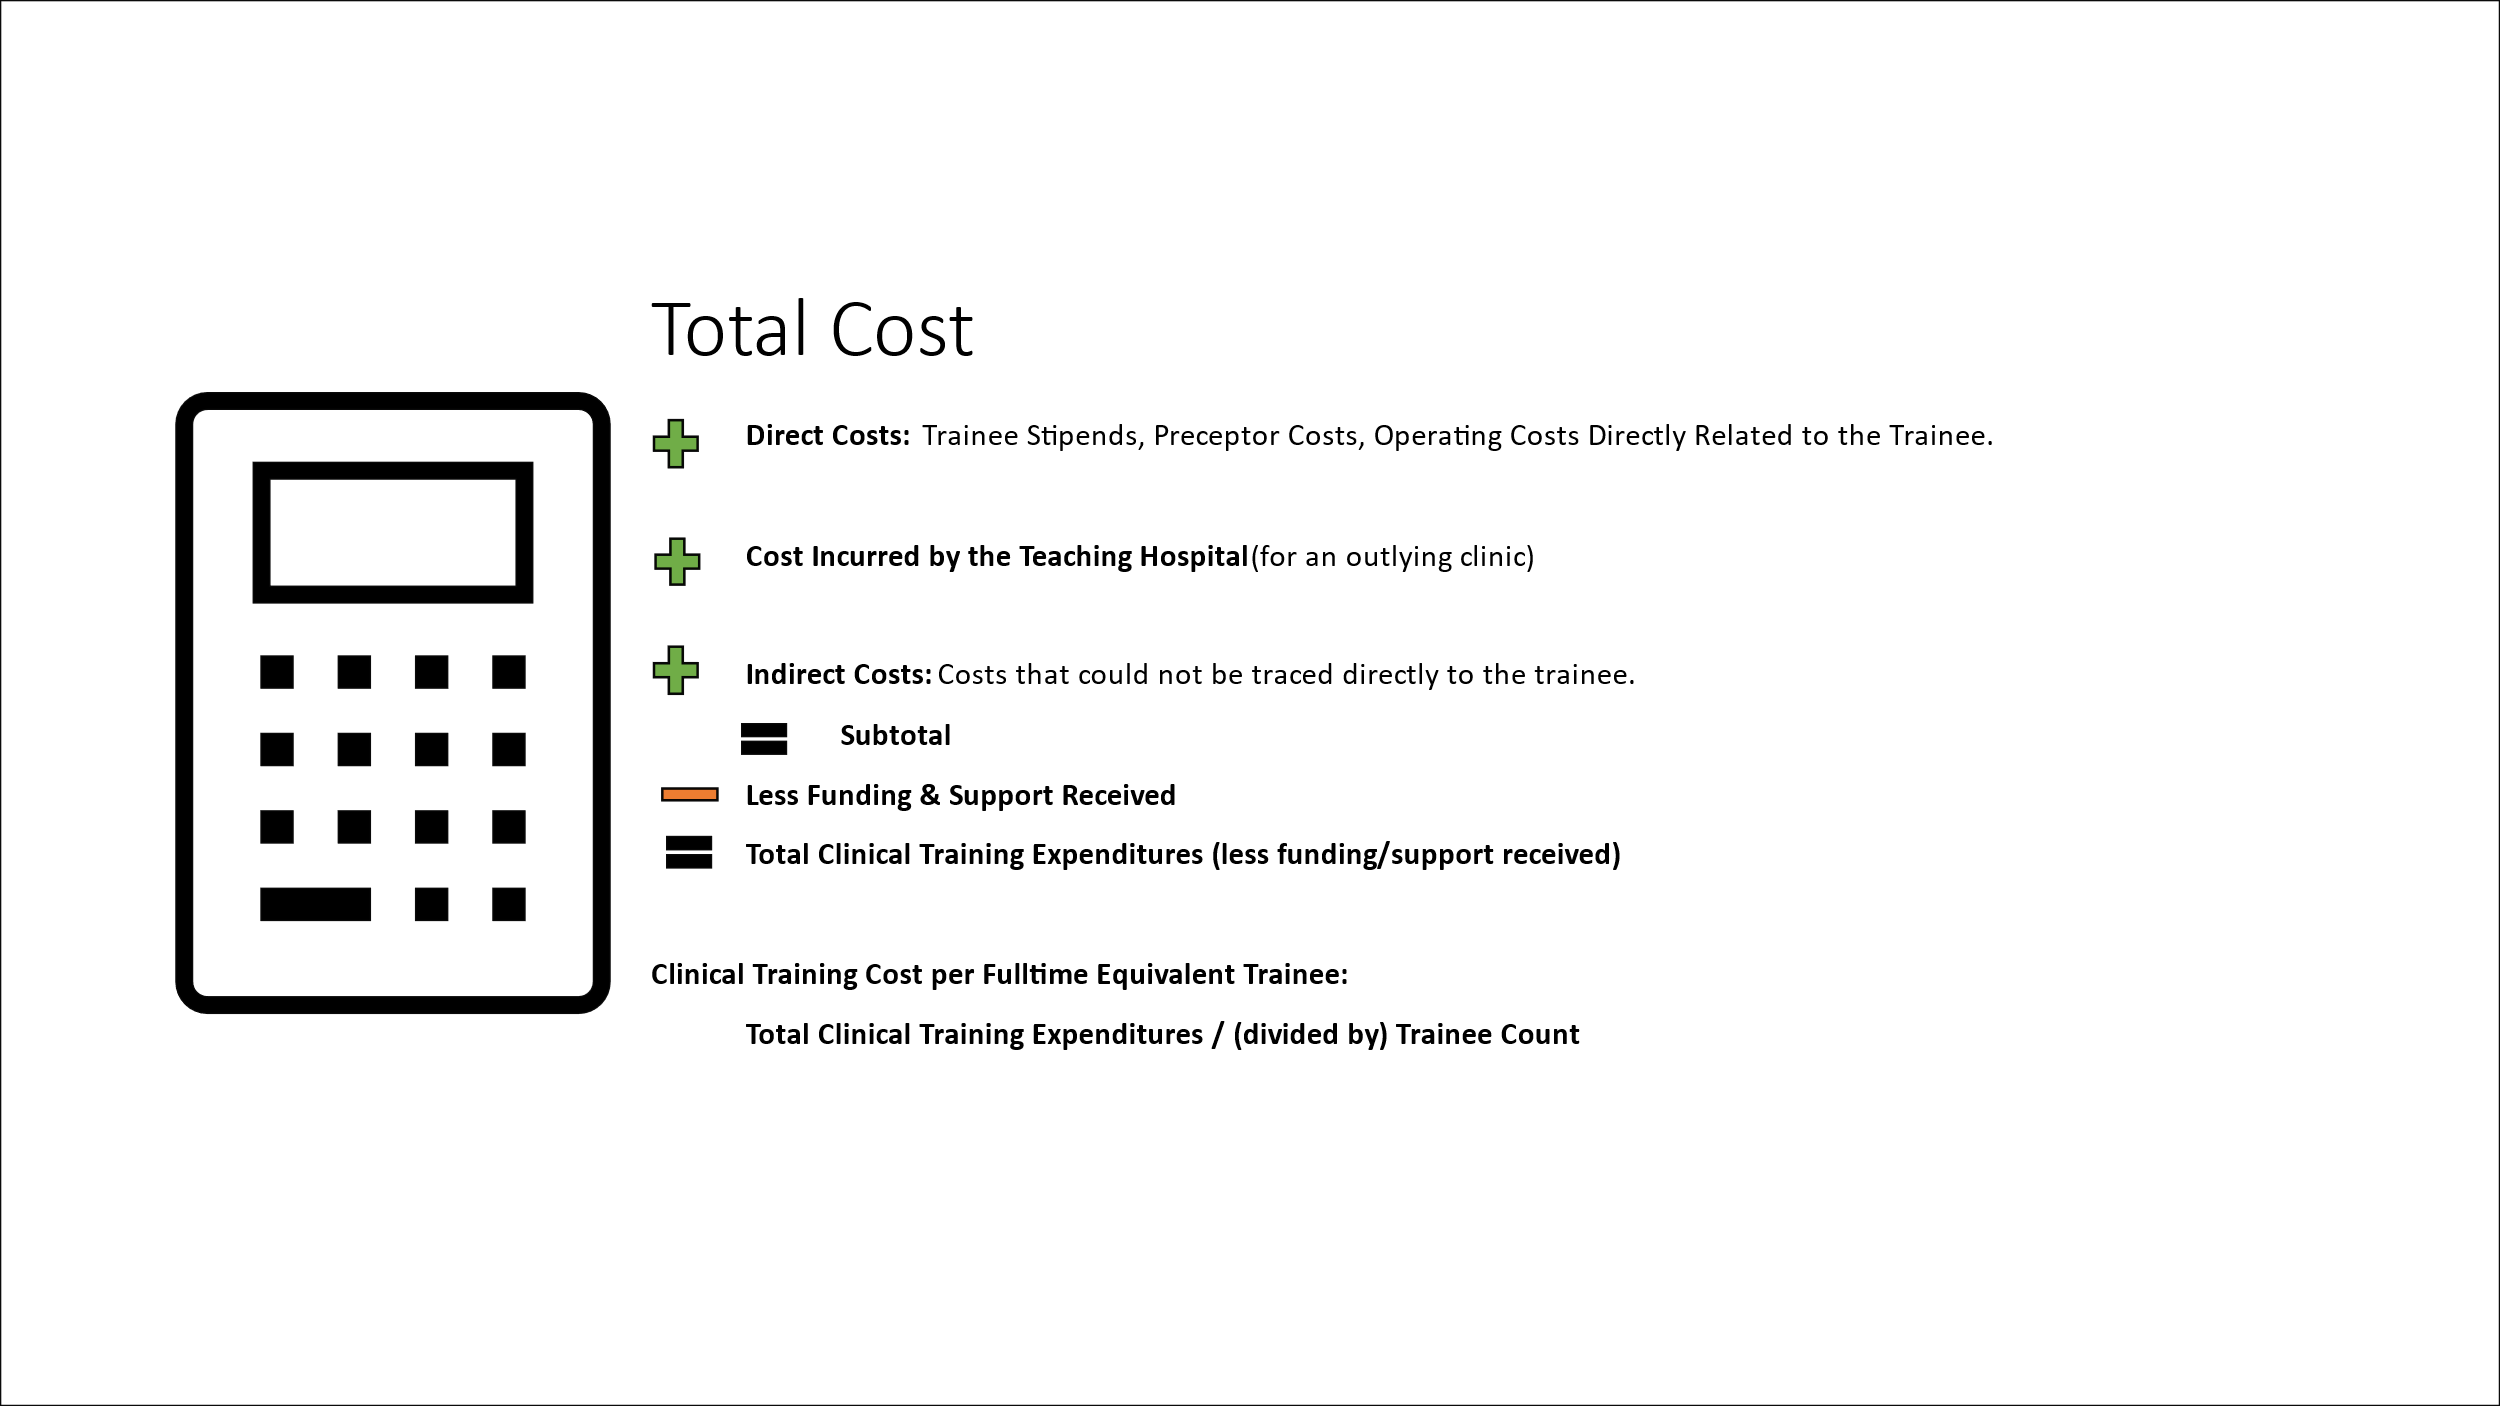 Total Cost
Direct Costs: Trainee Stipends, Preceptor Costs, Operating Costs Directly Related to the Trainee.
Cost Incurred by the Teaching Hospital (for an outlying clinic)
Indirect Costs: Costs that could not be traced directly to the trainee.
Subtotal
Less Funding & Support Received
Total Clinical Training Expenditures (less funding/support received)
Clinical Training Cost per Fulltime Equivalent Trainee:
Total Clinical Training Expenditures / (divided by) Trainee Count